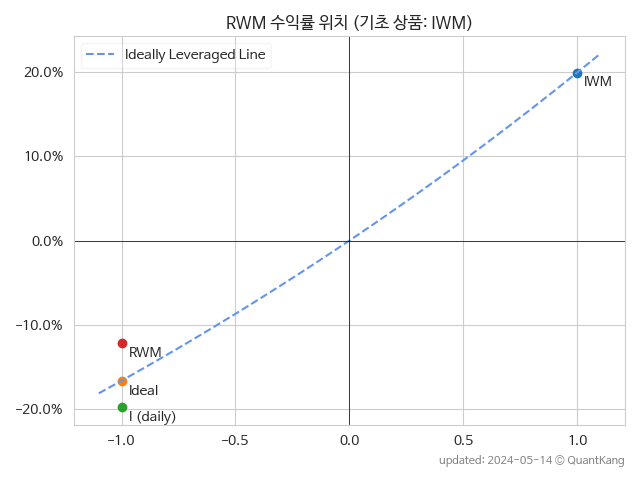 RWM 수익률 위치 (기초 상품: IWM)
Ideally Leveraged Line
20.0%
10.0%
0.0%
-10.0%
-20.0%
IWM
RWM
Ideal
I (daily)
-1.0 -0.5 0.0 0.5 1.0
updated: 2024-05-14 © QuantKang